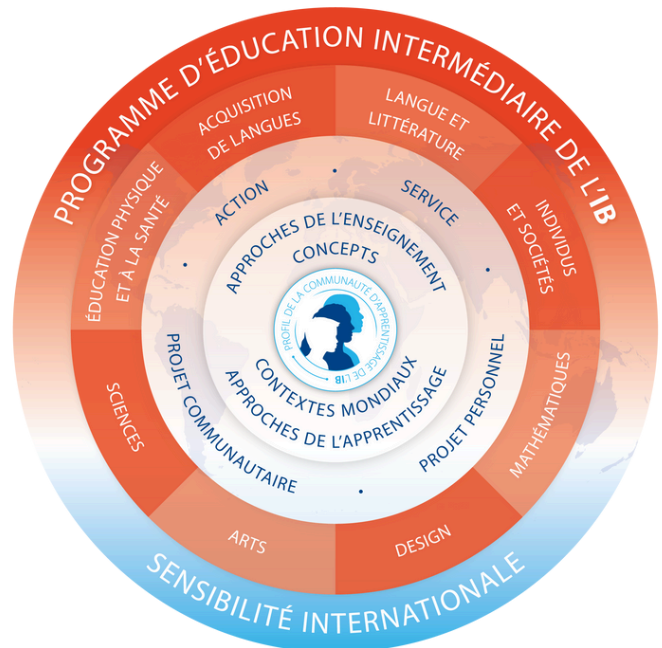 PROGRAMME D'ÉDUCATION INTERMÉDIAIRE DE L'IB
ACQUISITION
DE LANGUES
LANGUE ET
LITTÉRATURE
ÉDUCATION PHYSIQUE
ET À LA SANTÉ
INDIVIDUS
ET SOCIÉTÉS
SCIENCES
MATHÉMATIQUES
ARTS
DESIGN
ACTION
SERVICE
PROJET COMMUNAUTAIRE
PROJET PERSONNEL
APPROCHES DE L'ENSEIGNEMENT
CONCEPTS
PROFIL DE LA COMMUNAUTÉ D'APPRENTISSAGE DE L'IB
CONTEXTES MONDIAUX
APPROCHES DE L'APPRENTISSAGE
SENSIBILITÉ INTERNATIONALE